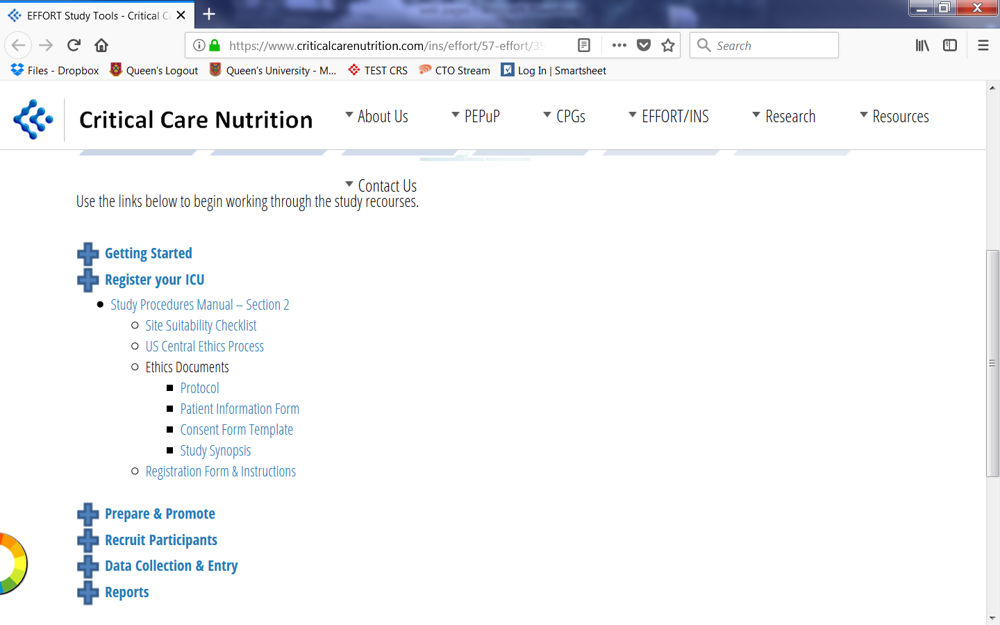 EFFORT Study Tools - Critical C
https://www.criticalcarenutrition.com/ins/effort/57-effort/35
Search
Files - Dropbox
Queen's Logout
Queen's University - M...
TEST CRS
CTO Stream
Log In | Smartsheet
Critical Care Nutrition
About Us
PEPuP
CPGs
EFFORT/INS
Research
Resources
Contact Us
Use the links below to begin working through the study recourses.
Getting Started
Register your ICU
Study Procedures Manual – Section 2
Site Suitability Checklist
US Central Ethics Process
Ethics Documents
Protocol
Patient Information Form
Consent Form Template
Study Synopsis
Registration Form & Instructions
Prepare & Promote
Recruit Participants
Data Collection & Entry
Reports